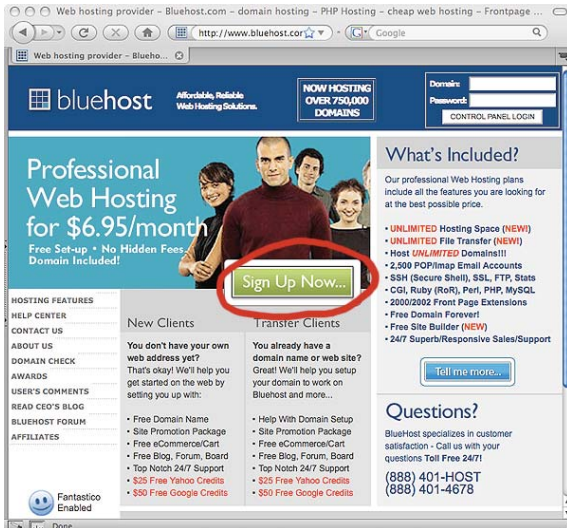 Web hosting provider – Bluehost.com – domain hosting – PHP Hosting – cheap web hosting – Frontpage ...
http://www.bluehost.cor
Google
Web hosting provider – Blueho...
bluehost
Affordable, Reliable
Web Hosting Solutions.
NOW HOSTING
OVER 750,000
DOMAINS
Domain:
Password:
CONTROL PANEL LOGIN
Professional
Web Hosting
for $6.95/month
Free Set-up • No Hidden Fees
Domain Included!
Sign Up Now...
What's Included?
Our professional Web Hosting plans
include all the features you are looking for
at the best possible price.
• UNLIMITED Hosting Space (NEW!)
• UNLIMITED File Transfer (NEW!)
• Host UNLIMITED Domains!!!
• 2,500 POP/Imap Email Accounts
• SSH (Secure Shell), SSL, FTP, Stats
• CGI, Ruby (RoR), Perl, PHP, MySQL
• 2000/2002 Front Page Extensions
• Free Domain Forever!
• Free Site Builder (NEW)
• 24/7 Superb/Responsive Sales/Support
Tell me more...
HOSTING FEATURES
HELP CENTER
CONTACT US
ABOUT US
DOMAIN CHECK
AWARDS
USER'S COMMENTS
READ CEO'S BLOG
BLUEHOST FORUM
AFFILIATES
Fantastico
Enabled
New Clients
You don't have your own
web address yet?
That's okay! We'll help you
get started on the web by
setting you up with:
• Free Domain Name
• Site Promotion Package
• Free eCommerce/Cart
• Free Blog, Forum, Board
• Top Notch 24/7 Support
• $25 Free Yahoo Credits
• $50 Free Google Credits
Transfer Clients
You already have a
domain name or web site?
Great! We'll help you setup
your domain to work on
Bluehost and more...
• Help With Domain Setup
• Site Promotion Package
• Free eCommerce/Cart
• Free Blog, Forum, Board
• Top Notch 24/7 Support
• $25 Free Yahoo Credits
• $50 Free Google Credits
Questions?
BlueHost specializes in customer
satisfaction - Call us with your
questions Toll Free 24/7!
(888) 401-HOST
(888) 401-4678
Done